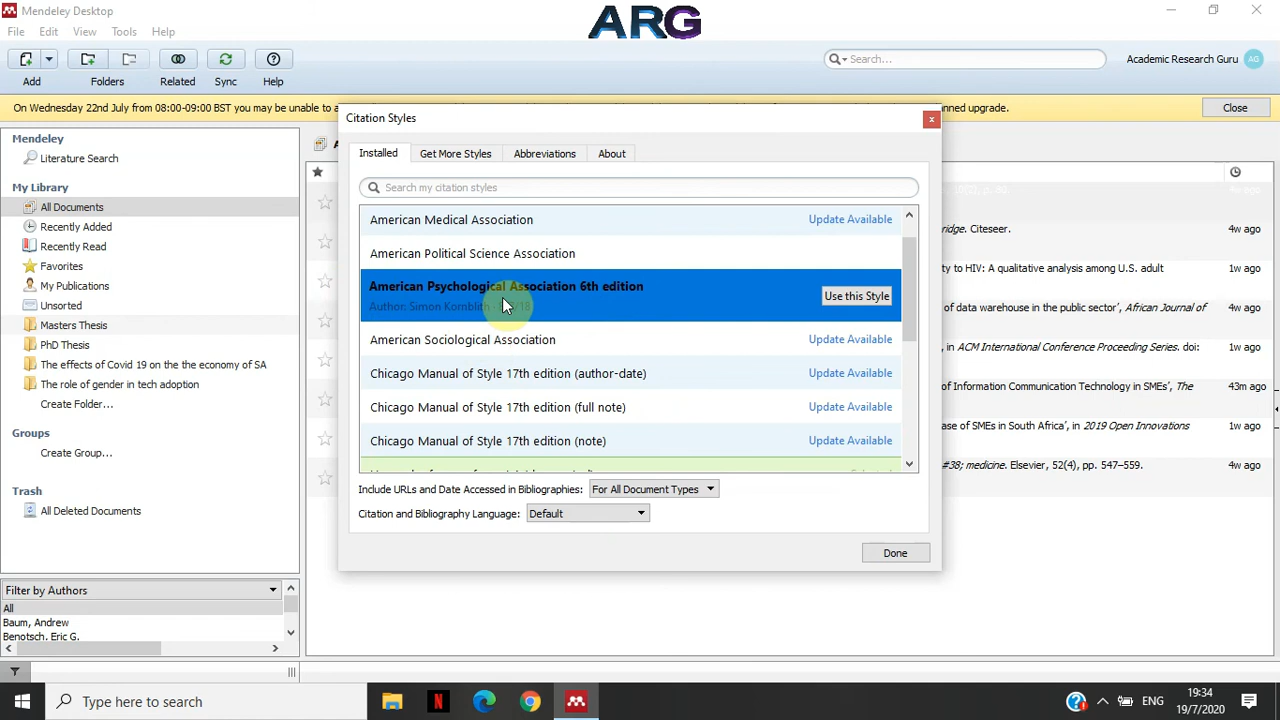 Mendeley Desktop
ARG
File Edit View Tools Help
Search...
Academic Research Guru AG
Add Folders Related Sync Help
On Wednesday 22nd July from 08:00-09:00 BST you may be unable to a
nned upgrade.
Close
Mendeley
Literature Search
My Library
All Documents
Recently Added
Recently Read
Favorites
My Publications
Unsorted
Masters Thesis
PhD Thesis
The effects of Covid 19 on the the economy of SA
The role of gender in tech adoption
Create Folder...
Groups
Create Group...
Trash
All Deleted Documents
Filter by Authors
All
Baum, Andrew
Benotsch, Eric G.
Citation Styles
x
Installed Get More Styles Abbreviations About
Search my citation styles
American Medical Association Update Available
American Political Science Association
American Psychological Association 6th edition
Author: Simon Kornblith
Use this Style
American Sociological Association Update Available
Chicago Manual of Style 17th edition (author-date) Update Available
Chicago Manual of Style 17th edition (full note) Update Available
Chicago Manual of Style 17th edition (note) Update Available
Include URLs and Date Accessed in Bibliographies: For All Document Types
Citation and Bibliography Language: Default
Done
10(2), p. 80. 4w ago
ridge. Citeseer. 4w ago
ty to HIV: A qualitative analysis among U.S. adult 1w ago
of data warehouse in the public sector', African Journal of 4w ago
, in ACM International Conference Proceeding Series. doi: 1w ago
of Information Communication Technology in SMEs', The 43m ago
ase of SMEs in South Africa', in 2019 Open Innovations 4w ago
#38; medicine. Elsevier, 52(4), pp. 547–559. 4w ago
Type here to search
ENG
19:34
19/7/2020